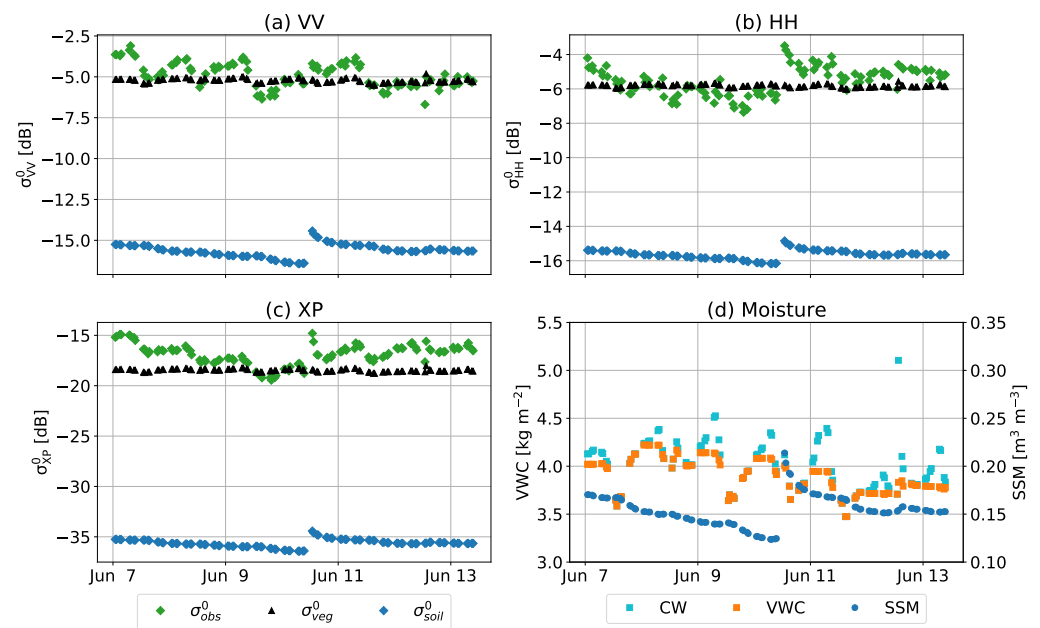 (a) VV
−2.5
−5.0
−7.5
−10.0
−12.5
−15.0
σ⁰VV [dB]
(b) HH
−4
−6
−8
−10
−12
−14
−16
σ⁰HH [dB]
(c) XP
−15
−20
−25
−30
−35
σ⁰XP [dB]
Jun 7 Jun 9 Jun 11 Jun 13
(d) Moisture
5.5
5.0
4.5
4.0
3.5
3.0
VWC [kg m⁻²]
0.35
0.30
0.25
0.20
0.15
0.10
SSM [m³ m⁻³]
Jun 7 Jun 9 Jun 11 Jun 13
σ⁰obs σ⁰veg σ⁰soil
CW VWC SSM